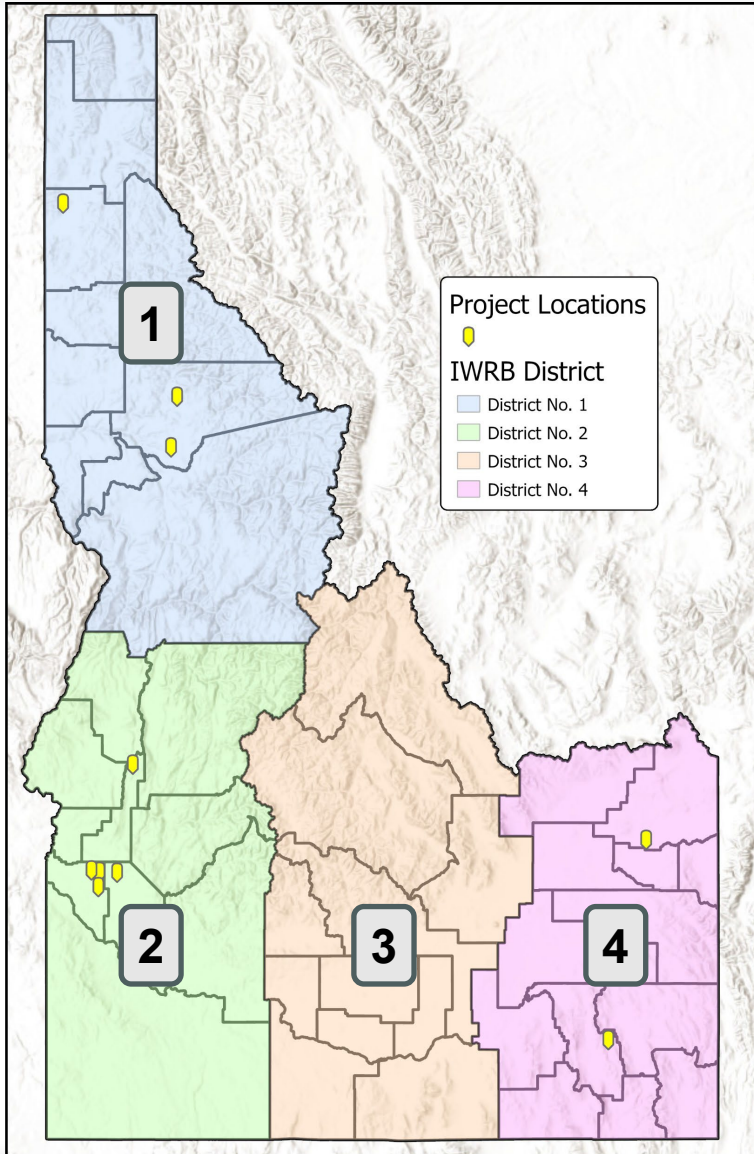 1
Project Locations
IWRB District
District No. 1
District No. 2
District No. 3
District No. 4
2
3
4